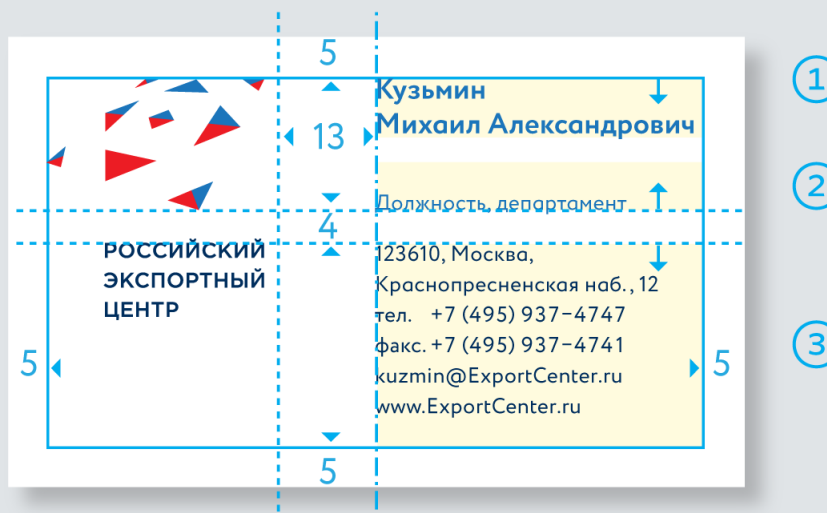 5
Кузьмин
Михаил Александрович
13
Должность, департамент
4
РОССИЙСКИЙ
ЭКСПОРТНЫЙ
ЦЕНТР
123610, Москва,
Краснопресненская наб., 12
тел. +7 (495) 937-4747
факс. +7 (495) 937-4741
kuzmin@ExportCenter.ru
www.ExportCenter.ru
5
5
5
1
2
3